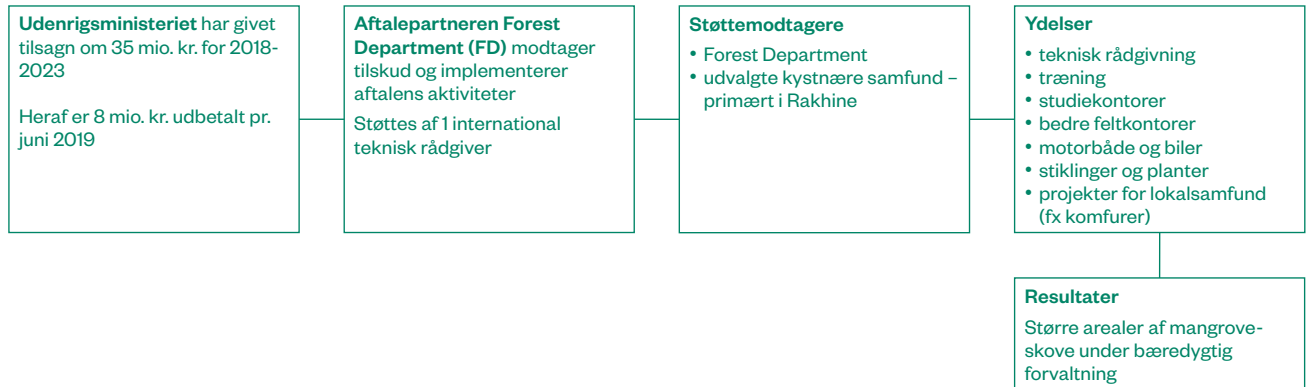 Udenrigsministeriet har givet
tilsagn om 35 mio. kr. for 2018-
2023
Heraf er 8 mio. kr. udbetalt pr.
juni 2019
Aftalepartneren Forest
Department (FD) modtager
tilskud og implementerer
aftalens aktiviteter
Støttes af 1 international
teknisk rådgiver
Støttemodtagere
• Forest Department
• udvalgte kystnære samfund –
primært i Rakhine
Ydelser
• teknisk rådgivning
• træning
• studiekontorer
• bedre feltkontorer
• motorbåde og biler
• stiklinger og planter
• projekter for lokalsamfund
(fx komfurer)
Resultater
Større arealer af mangrove-
skove under bæredygtig
forvaltning